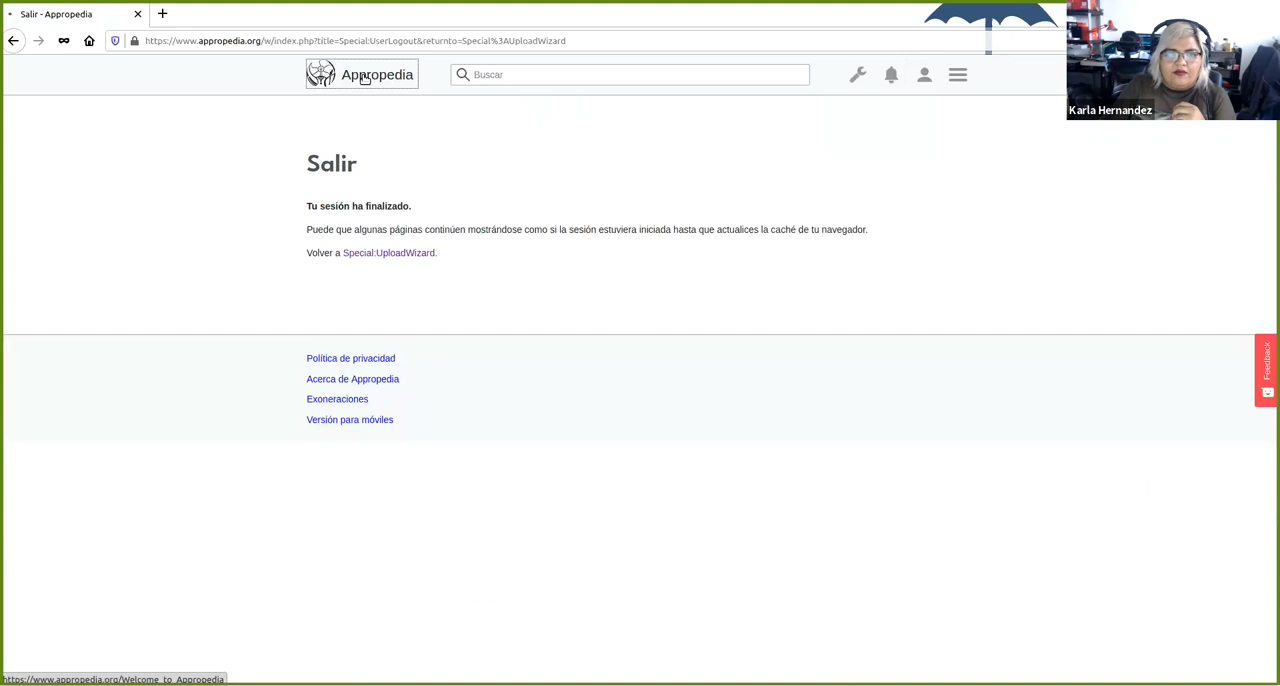 Salir - Appropedia
https://www.appropedia.org/w/index.php?title=Special:UserLogout&returnto=Special%3AUploadWizard
Appropedia
Buscar
Karla Hernandez
Salir
Tu sesión ha finalizado.
Puede que algunas páginas continúen mostrándose como si la sesión estuviera iniciada hasta que actualices la caché de tu navegador.
Volver a Special:UploadWizard.
Feedback
Política de privacidad
Acerca de Appropedia
Exoneraciones
Versión para móviles
https://www.appropedia.org/Welcome_to_Appropedia